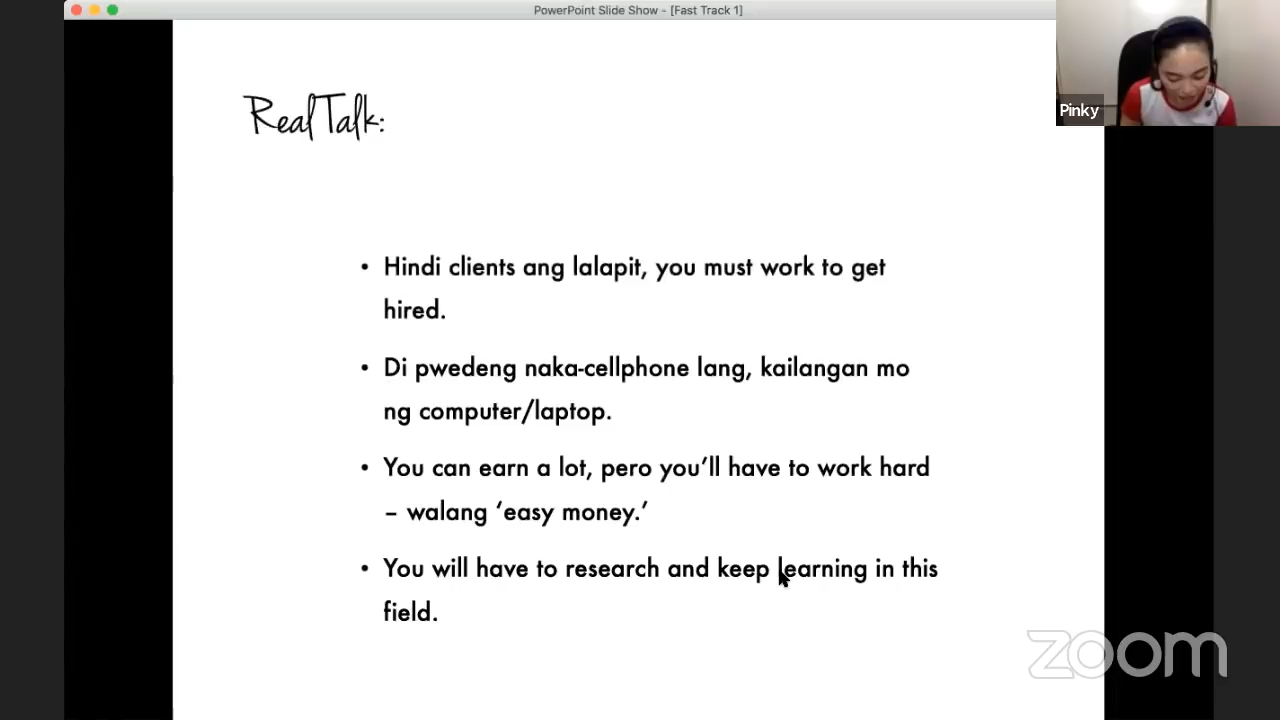 PowerPoint Slide Show - [Fast Track 1]
Real Talk:
Pinky
• Hindi clients ang lalapit, you must work to get
hired.
• Di pwedeng naka-cellphone lang, kailangan mo
ng computer/laptop.
• You can earn a lot, pero you’ll have to work hard
– walang ‘easy money.’
• You will have to research and keep learning in this
field.
zoom